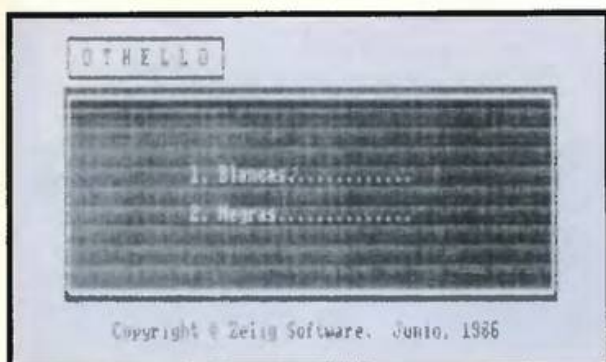 OTHELLO
1. Blancas.............
2. Negras..............
Copyright © Zeiig Software. Junio, 1986